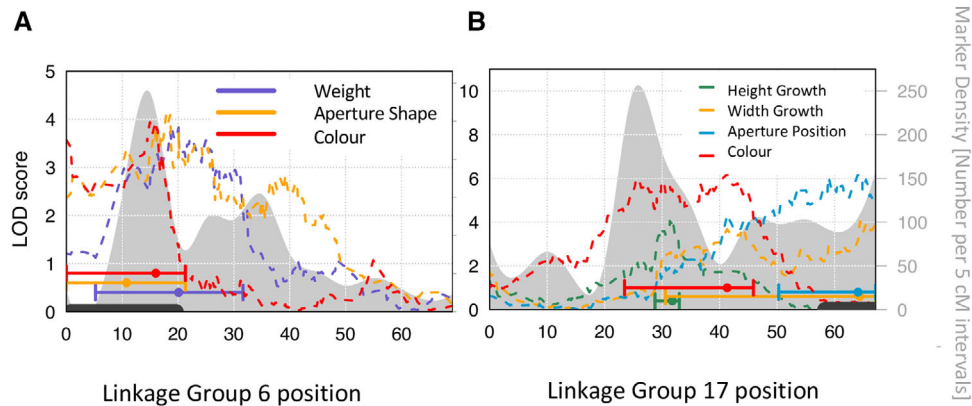 A
5
4
3
2
1
0
LOD score
Weight
Aperture Shape
Colour
0 10 20 30 40 50 60
Linkage Group 6 position
B
10
8
6
4
2
0
Height Growth
Width Growth
Aperture Position
Colour
250
200
150
100
50
0
0 10 20 30 40 50 60
Linkage Group 17 position
Marker Density [Number per 5 cM intervals]